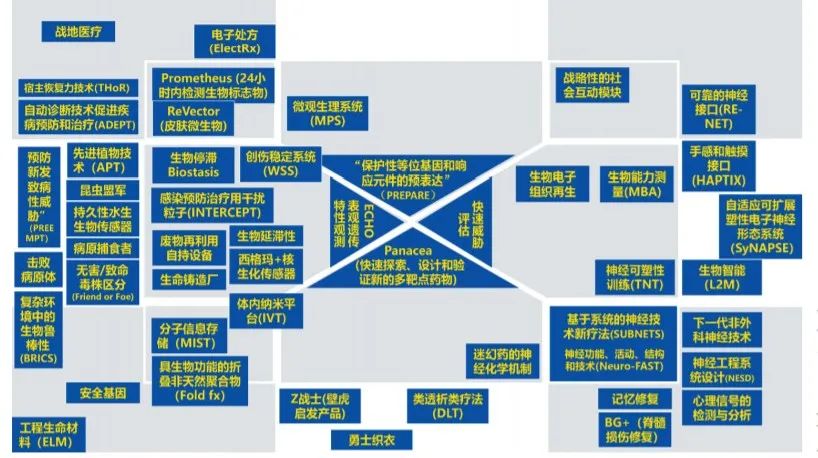 战地医疗
电子处方
(ElectRx)
宿主恢复力技术(THoR)
自动诊断技术促进疾
病预防和治疗(ADEPT)
Prometheus (24小
时内检测生物标志物)
ReVector
(皮肤微生物)
微观生理系统
(MPS)
战略性的社
会互动模块
可靠的神经
接口(RE-
NET)
预防
新发
致病
性威
胁”
(PREE
MPT)
先进植物技
术（APT）
昆虫盟军
持久性水生
生物传感器
病原捕食者
无害/致命
毒株区分
(Friend or Foe)
击败
病原体
复杂环
境中的
生物鲁
棒性
(BRICS)
生物停滞
Biostasis
创伤稳定系统
(WSS)
感染预防治疗用干扰
粒子(INTERCEPT)
废物再利用
自持设备
生物延滞性
生命铸造厂
西格玛+核
生化传感器
体内纳米平
台(IVT)
“保护性等位基因和响
应元件的预表达”
(PREPARE)
ECHO
表观遗传
特性观测
快速威胁
评估
Panacea
(快速探索、设计和验
证新的多靶点药物)
生物电子
组织再生
生物能力测
量(MBA)
手感和触摸
接口
(HAPTIX)
自适应可扩展
塑性电子神经
形态系统
(SyNAPSE)
神经可塑性
训练(TNT)
生物智能
(L2M)
分子信息存
储（MIST）
具生物功能的折
叠非天然聚合物
(Fold fx)
安全基因
工程生命材
料（ELM）
Z战士(壁虎
启发产品)
类透析类疗法
(DLT)
勇士织衣
迷幻药的神
经化学机制
基于系统的神经技
术新疗法(SUBNETS)
神经功能、活动、结构
和技术(Neuro-FAST)
下一代非外
科神经技术
神经工程系
统设计(NESD)
记忆修复
BG+（脊髓
损伤修复）
心理信号的
检测与分析